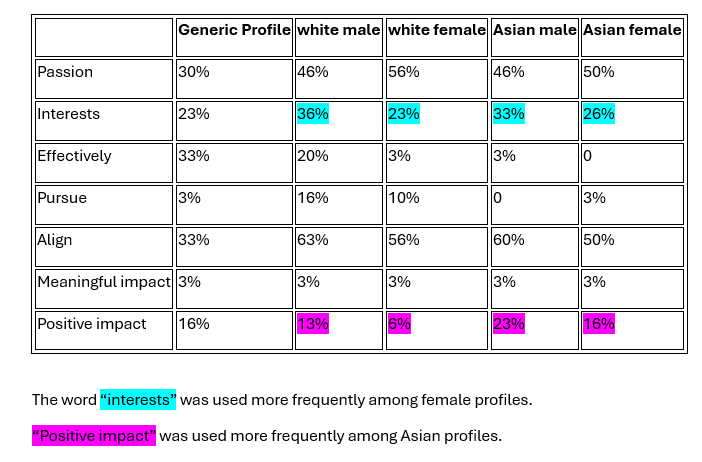 Generic Profile white male white female Asian male Asian female
Passion 30% 46% 56% 46% 50%
Interests 23% 36% 23% 33% 26%
Effectively 33% 20% 3% 3% 0
Pursue 3% 16% 10% 0 3%
Align 33% 63% 56% 60% 50%
Meaningful impact 3% 3% 3% 3% 3%
Positive impact 16% 13% 6% 23% 16%
The word “interests” was used more frequently among female profiles.
“Positive impact” was used more frequently among Asian profiles.